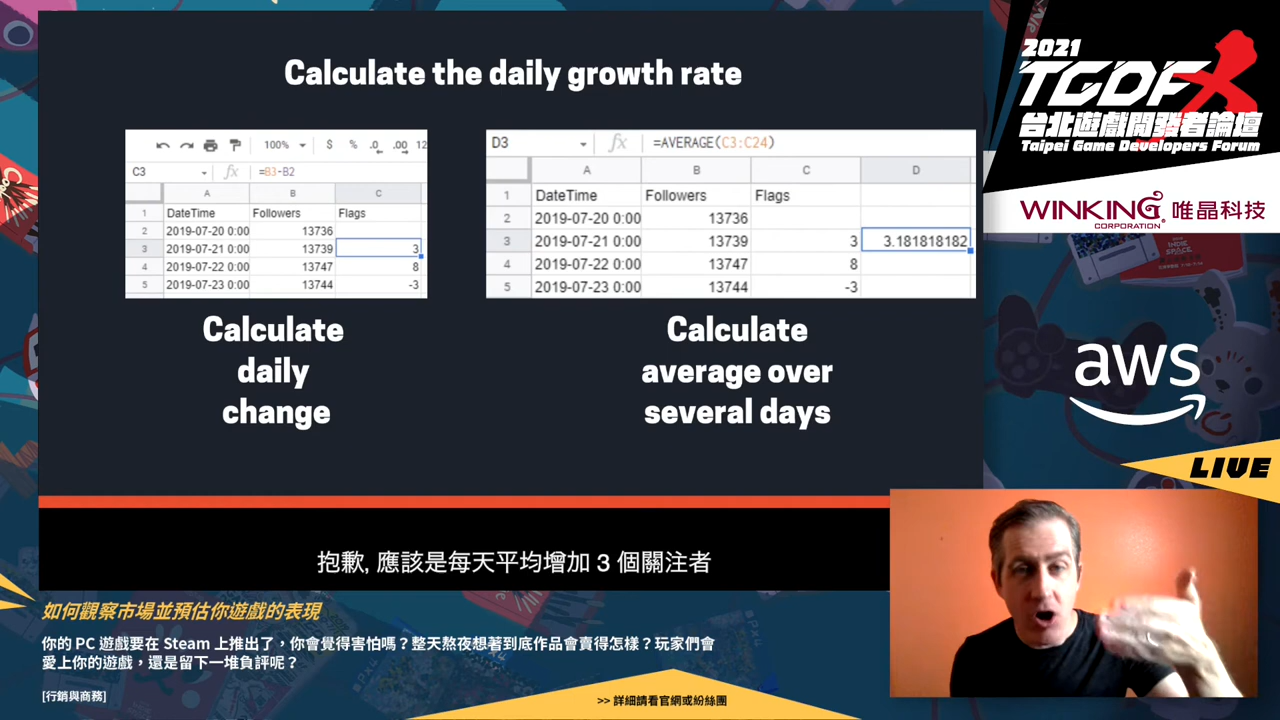 Calculate the daily growth rate
100%
$
%
.0
.00
12
C3
fx
=B3-B2
A
B
C
1
DateTime
Followers
Flags
2
2019-07-20 0:00
13736
3
2019-07-21 0:00
13739
3
4
2019-07-22 0:00
13747
8
5
2019-07-23 0:00
13744
-3
D3
fx
=AVERAGE(C3:C24)
A
B
C
D
1
DateTime
Followers
Flags
2
2019-07-20 0:00
13736
3
2019-07-21 0:00
13739
3
3.181818182
4
2019-07-22 0:00
13747
8
5
2019-07-23 0:00
13744
-3
Calculate
daily
change
Calculate
average over
several days
抱歉, 應該是每天平均增加 3 個關注者
2021
TGDF
台北遊戲開發者論壇
Taipei Game Developers Forum
WINKING 唯晶科技
CORPORATION
aws
LIVE
如何觀察市場並預估你遊戲的表現
你的 PC 遊戲要在 Steam 上推出了，你會覺得害怕嗎？整天熬夜想著到底作品會賣得怎樣？玩家們會
愛上你的遊戲，還是留下一堆負評呢？
[行銷與商務]
>> 詳細請看官網或粉絲團